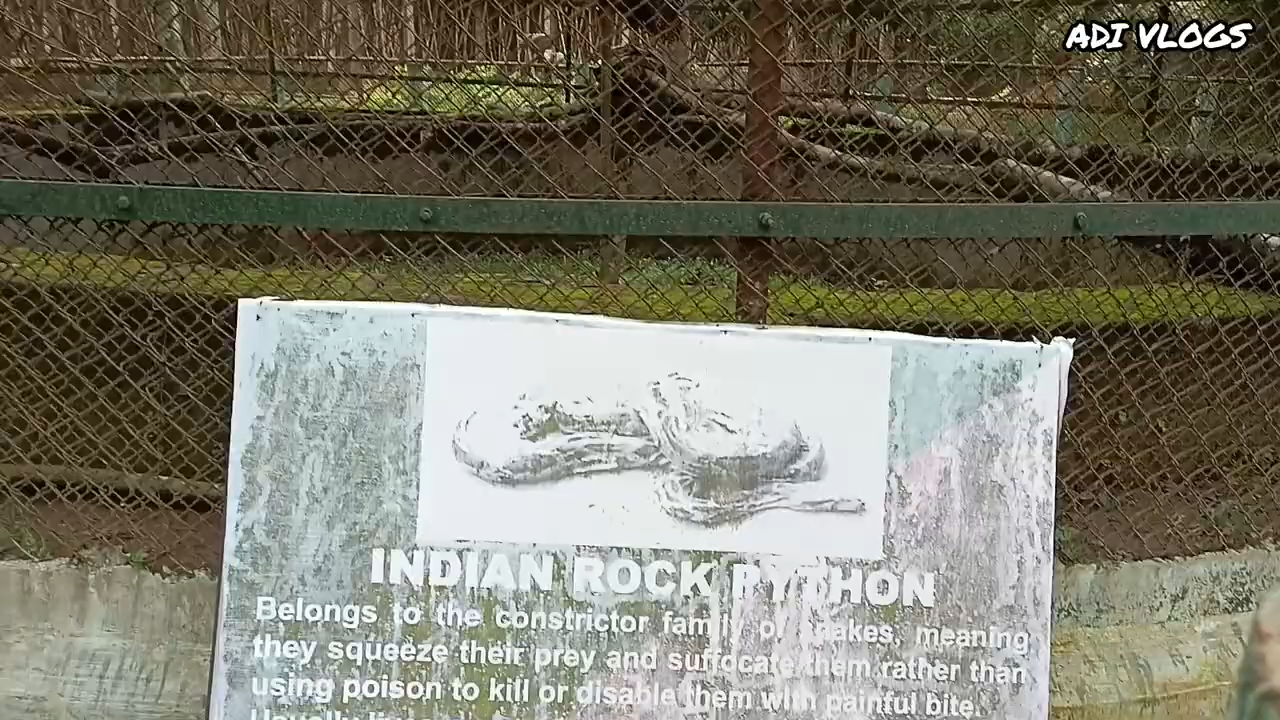 ADI VLOGS
INDIAN ROCK PYTHON
Belongs to the constrictor family of snakes, meaning
they squeeze their prey and suffocate them rather than
using poison to kill or disable them with painful bite.
Usually